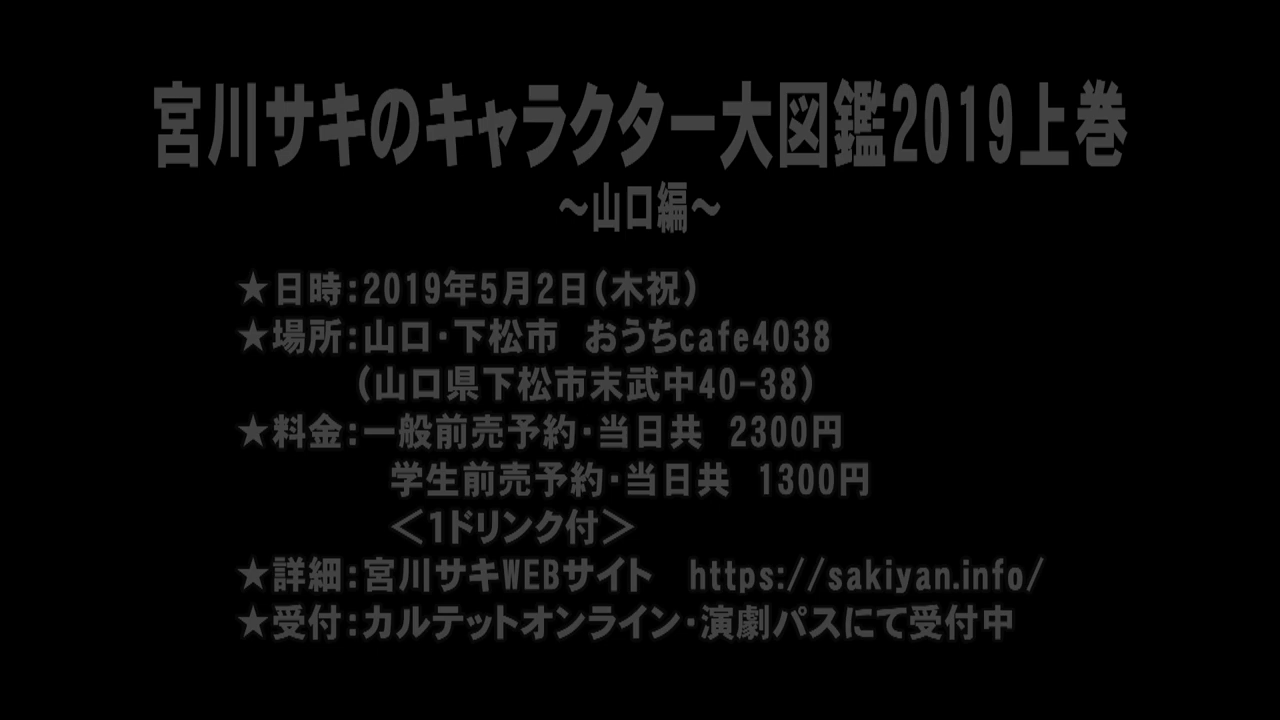 宮川サキのキャラクター大図鑑2019上巻
～山口編～
★日時：2019年5月2日（木祝）
★場所：山口・下松市　おうちcafe4038
（山口県下松市末武中40-38）
★料金：一般前売予約・当日共　2300円
学生前売予約・当日共　1300円
＜1ドリンク付＞
★詳細：宮川サキWEBサイト　https://sakiyan.info/
★受付：カルテットオンライン・演劇パスにて受付中